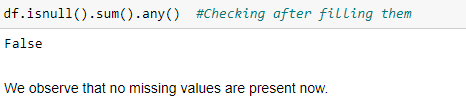 df.isnull().sum().any()  #Checking after filling them
False
We observe that no missing values are present now.